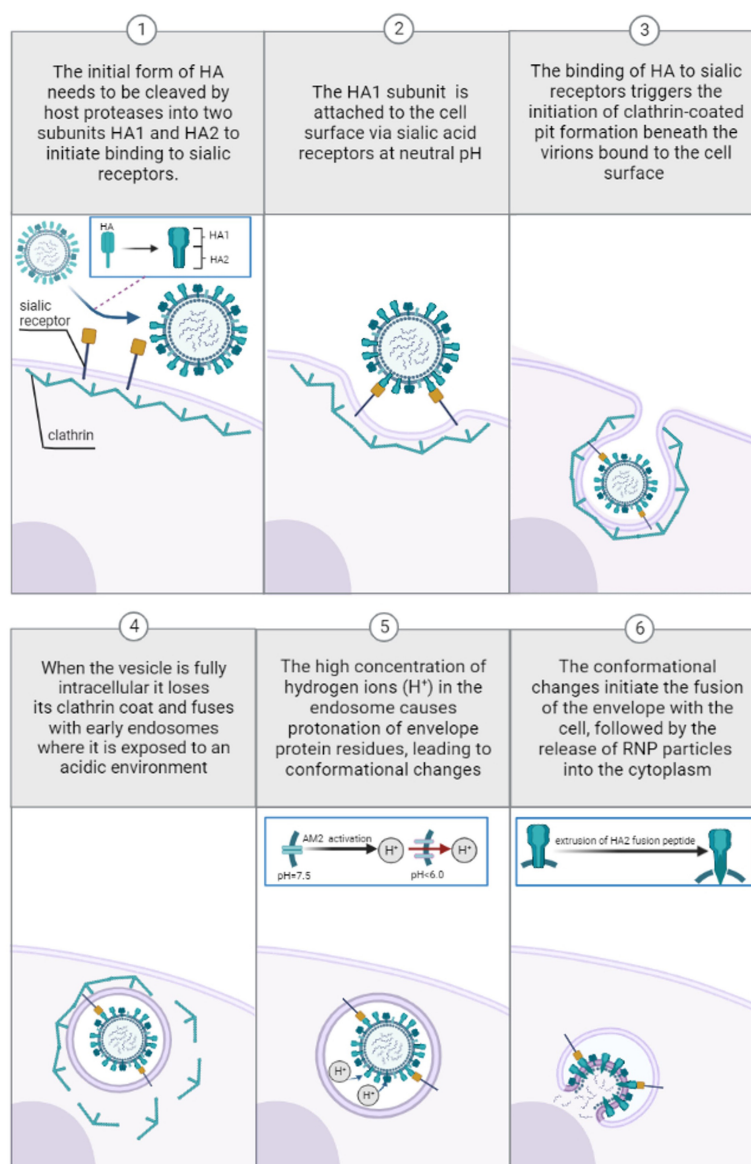 1
The initial form of HA
needs to be cleaved by
host proteases into two
subunits HA1 and HA2 to
initiate binding to sialic
receptors.
2
The HA1 subunit is
attached to the cell
surface via sialic acid
receptors at neutral pH
3
The binding of HA to sialic
receptors triggers the
initiation of clathrin-coated
pit formation beneath the
virions bound to the cell
surface
HA
HA1
HA2
sialic
receptor
clathrin
4
When the vesicle is fully
intracellular it loses
its clathrin coat and fuses
with early endosomes
where it is exposed to an
acidic environment
5
The high concentration of
hydrogen ions (H⁺) in the
endosome causes
protonation of envelope
protein residues, leading to
conformational changes
6
The conformational
changes initiate the fusion
of the envelope with the
cell, followed by the
release of RNP particles
into the cytoplasm
AM2 activation
H⁺
H⁺
pH=7.5
pH<6.0
extrusion of HA2 fusion peptide
H⁺
H⁺